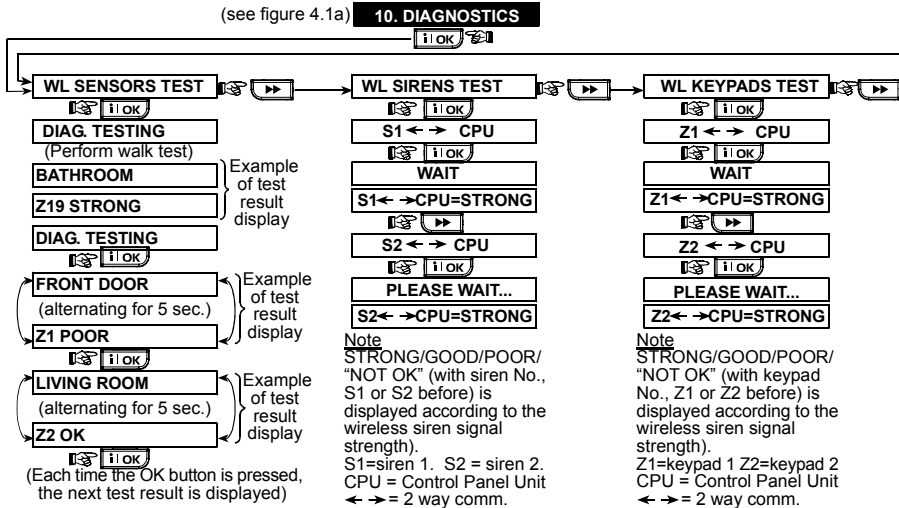 (see figure 4.1a) 10. DIAGNOSTICS
i I OK
WL SENSORS TEST
i I OK
DIAG. TESTING
(Perform walk test)
BATHROOM
Z19 STRONG
Example
of test
result
display
DIAG. TESTING
i I OK
FRONT DOOR
(alternating for 5 sec.)
Z1 POOR
Example
of test
result
display
i I OK
LIVING ROOM
(alternating for 5 sec.)
Z2 OK
Example
of test
result
display
i I OK
(Each time the OK button is pressed,
the next test result is displayed)
WL SIRENS TEST
i I OK
S1 ← → CPU
i I OK
WAIT
S1← →CPU=STRONG
S2 ← → CPU
i I OK
PLEASE WAIT...
S2← →CPU=STRONG
Note
STRONG/GOOD/POOR/
“NOT OK” (with siren No.,
S1 or S2 before) is
displayed according to the
wireless siren signal
strength).
S1=siren 1. S2 = siren 2.
CPU = Control Panel Unit
← → = 2 way comm.
WL KEYPADS TEST
i I OK
Z1 ← → CPU
i I OK
WAIT
Z1← →CPU=STRONG
Z2 ← → CPU
i I OK
PLEASE WAIT...
Z2← →CPU=STRONG
Note
STRONG/GOOD/POOR/
“NOT OK” (with keypad
No., Z1 or Z2 before) is
displayed according to the
wireless siren signal
strength).
Z1=keypad 1 Z2=keypad 2
CPU = Control Panel Unit
← → = 2 way comm.